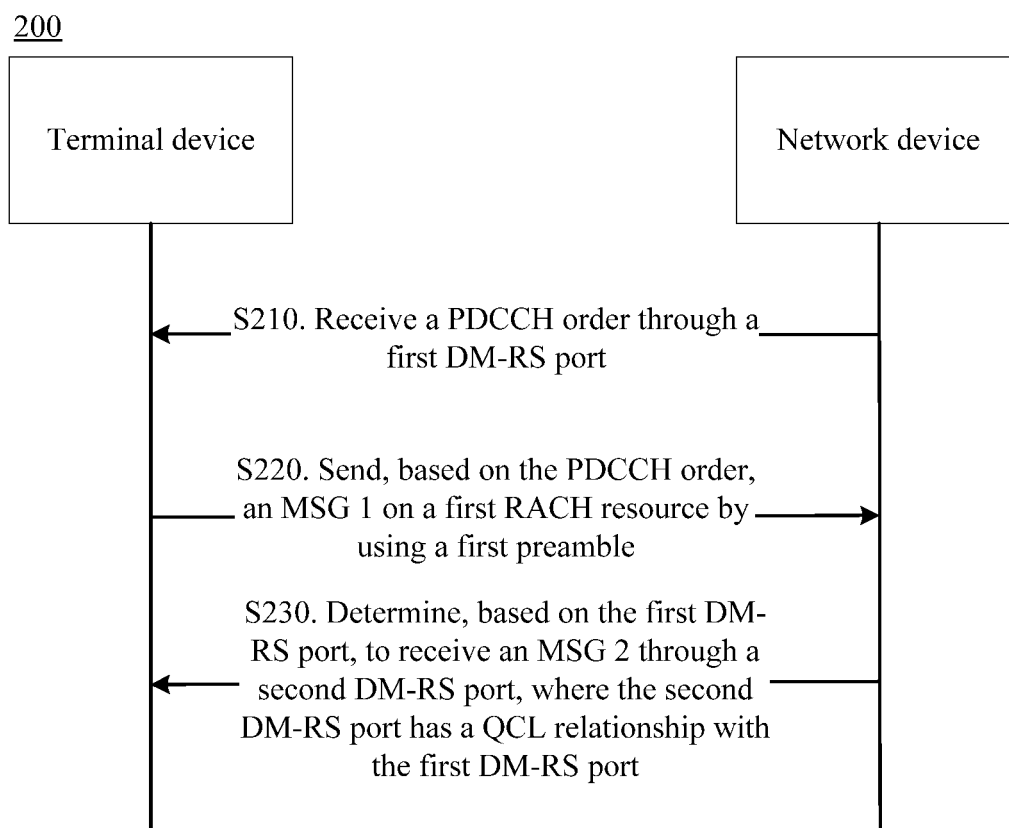 200
Terminal device
Network device
S210. Receive a PDCCH order through a
first DM-RS port
S220. Send, based on the PDCCH order,
an MSG 1 on a first RACH resource by
using a first preamble
S230. Determine, based on the first DM-
RS port, to receive an MSG 2 through a
second DM-RS port, where the second
DM-RS port has a QCL relationship with
the first DM-RS port